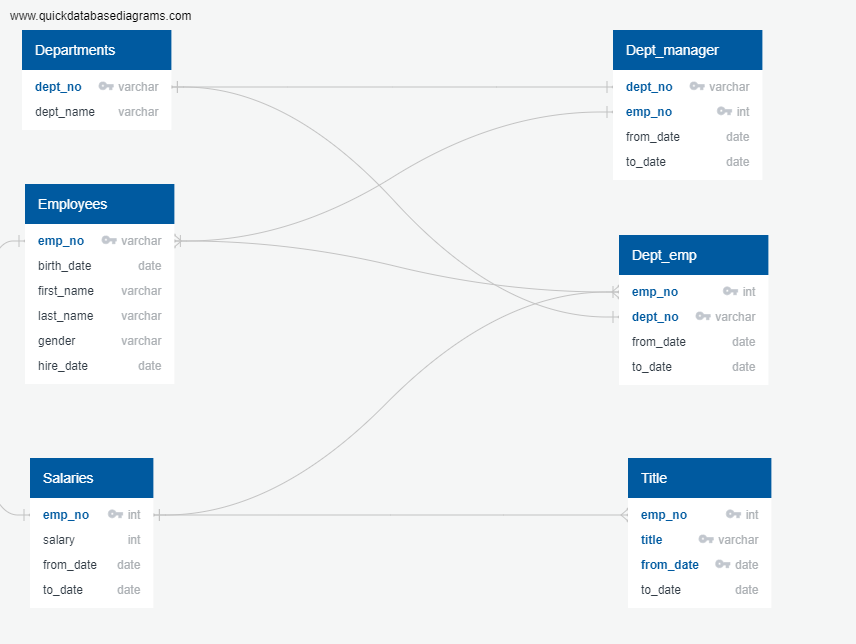 www.quickdatabasediagrams.com
Departments
dept_no varchar
dept_name varchar
Dept_manager
dept_no varchar
emp_no int
from_date date
to_date date
Employees
emp_no varchar
birth_date date
first_name varchar
last_name varchar
gender varchar
hire_date date
Dept_emp
emp_no int
dept_no varchar
from_date date
to_date date
Salaries
emp_no int
salary int
from_date date
to_date date
Title
emp_no int
title varchar
from_date date
to_date date